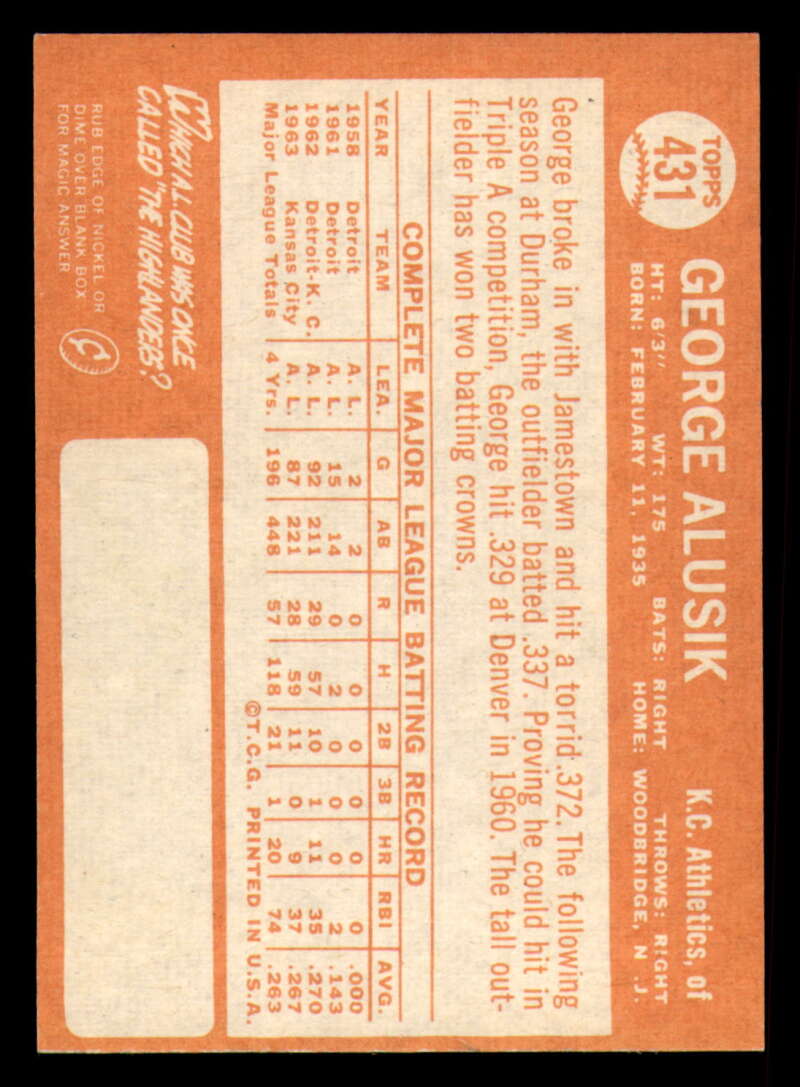 TOPPS
431
GEORGE ALUSIK
K.C. Athletics, of
HT: 6'3" WT: 175 BATS: RIGHT THROWS: RIGHT
BORN: FEBRUARY 11, 1935 HOME: WOODBRIDGE, N.J.
George broke in with Jamestown and hit a torrid .372. The following
season at Durham, the outfielder batted .337. Proving he could hit in
Triple A competition, George hit .329 at Denver in 1960. The tall out-
fielder has won two batting crowns.
COMPLETE MAJOR LEAGUE BATTING RECORD
YEAR TEAM LEA. G AB R H 2B 3B HR RBI AVG.
1958 Detroit A. L. 2 2 0 0 0 0 0 0 .000
1961 Detroit A. L. 15 14 0 2 0 0 0 2 .143
1962 Detroit-K. C. A. L. 92 211 29 57 10 1 11 35 .270
1963 Kansas City A. L. 87 221 28 59 11 0 9 37 .267
Major League Totals 4 Yrs. 196 448 57 118 21 1 20 74 .263
©T.C.G. PRINTED IN U.S.A.
WHICH A.L. CLUB WAS ONCE
CALLED "THE HIGHLANDERS?
RUB EDGE OF NICKEL OR
DIME OVER BLANK BOX
FOR MAGIC ANSWER